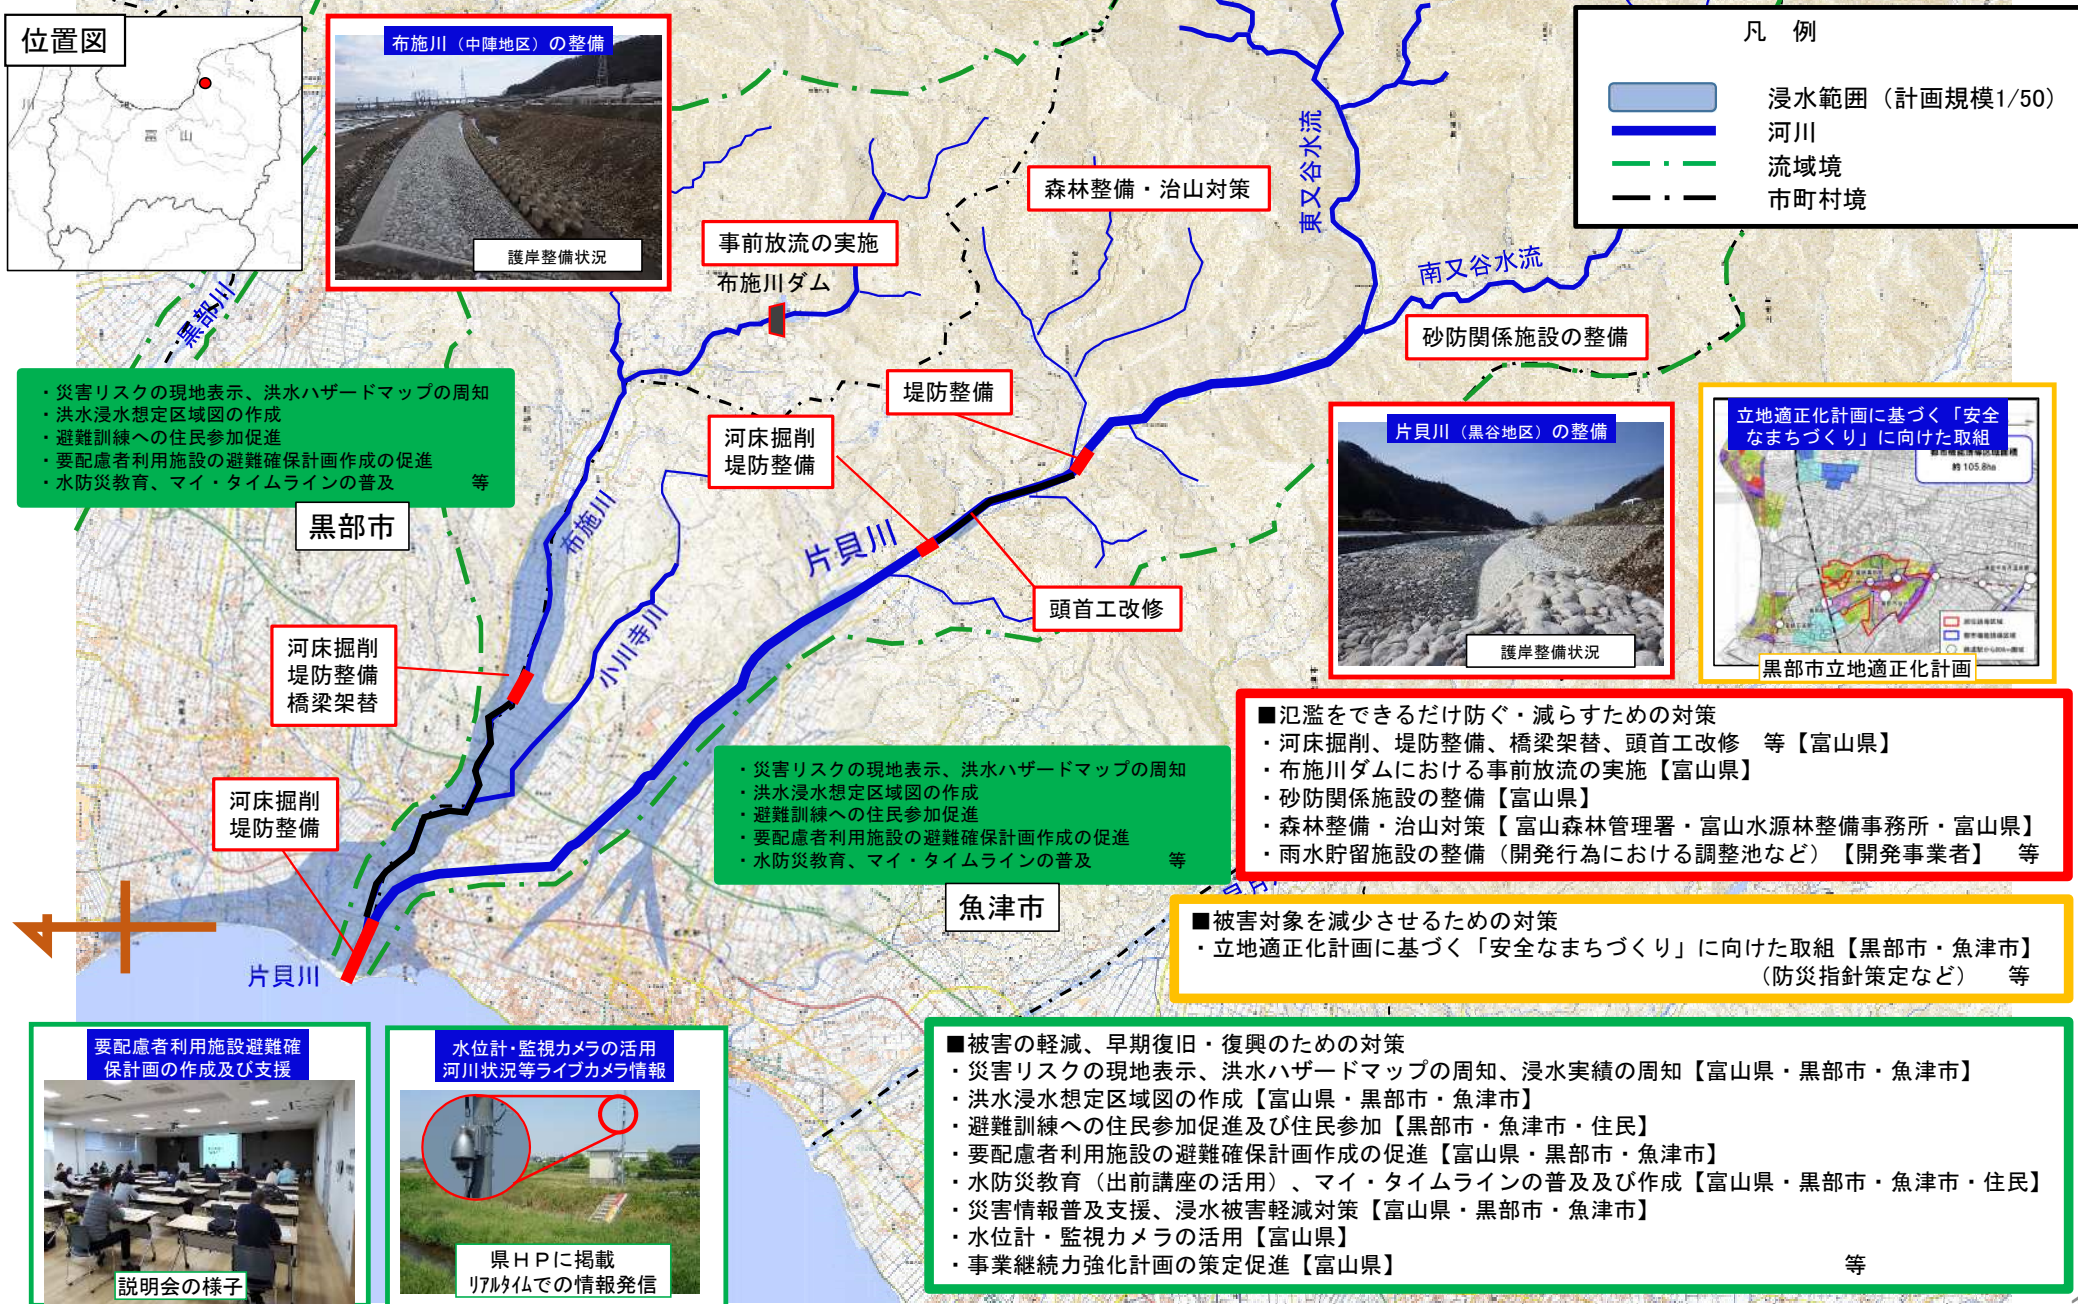 位置図
富 山
布施川（中陣地区）の整備
護岸整備状況
凡 例
浸水範囲（計画規模1/50）
河川
流域境
市町村境
黒部川
事前放流の実施
布施川ダム
森林整備・治山対策
東又谷水流
南又谷水流
砂防関係施設の整備
・災害リスクの現地表示、洪水ハザードマップの周知
・洪水浸水想定区域図の作成
・避難訓練への住民参加促進
・要配慮者利用施設の避難確保計画作成の促進
・水防災教育、マイ・タイムラインの普及 等
黒部市
堤防整備
河床掘削
堤防整備
布施川
片貝川
小川寺川
頭首工改修
片貝川（黒谷地区）の整備
護岸整備状況
立地適正化計画に基づく「安全
なまちづくり」に向けた取組
約 105.8ha
黒部市立地適正化計画
河床掘削
堤防整備
橋梁架替
河床掘削
堤防整備
片貝川
・災害リスクの現地表示、洪水ハザードマップの周知
・洪水浸水想定区域図の作成
・避難訓練への住民参加促進
・要配慮者利用施設の避難確保計画作成の促進
・水防災教育、マイ・タイムラインの普及 等
魚津市
■氾濫をできるだけ防ぐ・減らすための対策
・河床掘削、堤防整備、橋梁架替、頭首工改修 等【富山県】
・布施川ダムにおける事前放流の実施【富山県】
・砂防関係施設の整備【富山県】
・森林整備・治山対策【 富山森林管理署・富山水源林整備事務所・富山県】
・雨水貯留施設の整備（開発行為における調整池など）【開発事業者】 等
■被害対象を減少させるための対策
・立地適正化計画に基づく「安全なまちづくり」に向けた取組【黒部市・魚津市】
（防災指針策定など） 等
■被害の軽減、早期復旧・復興のための対策
・災害リスクの現地表示、洪水ハザードマップの周知、浸水実績の周知【富山県・黒部市・魚津市】
・洪水浸水想定区域図の作成【富山県・黒部市・魚津市】
・避難訓練への住民参加促進及び住民参加【黒部市・魚津市・住民】
・要配慮者利用施設の避難確保計画作成の促進【富山県・黒部市・魚津市】
・水防災教育（出前講座の活用）、マイ・タイムラインの普及及び作成【富山県・黒部市・魚津市・住民】
・災害情報普及支援、浸水被害軽減対策【富山県・黒部市・魚津市】
・水位計・監視カメラの活用【富山県】
・事業継続力強化計画の策定促進【富山県】 等
要配慮者利用施設避難確
保計画の作成及び支援
説明会の様子
水位計・監視カメラの活用
河川状況等ライブカメラ情報
県ＨＰに掲載
ﾘｱﾙﾀｲﾑでの情報発信